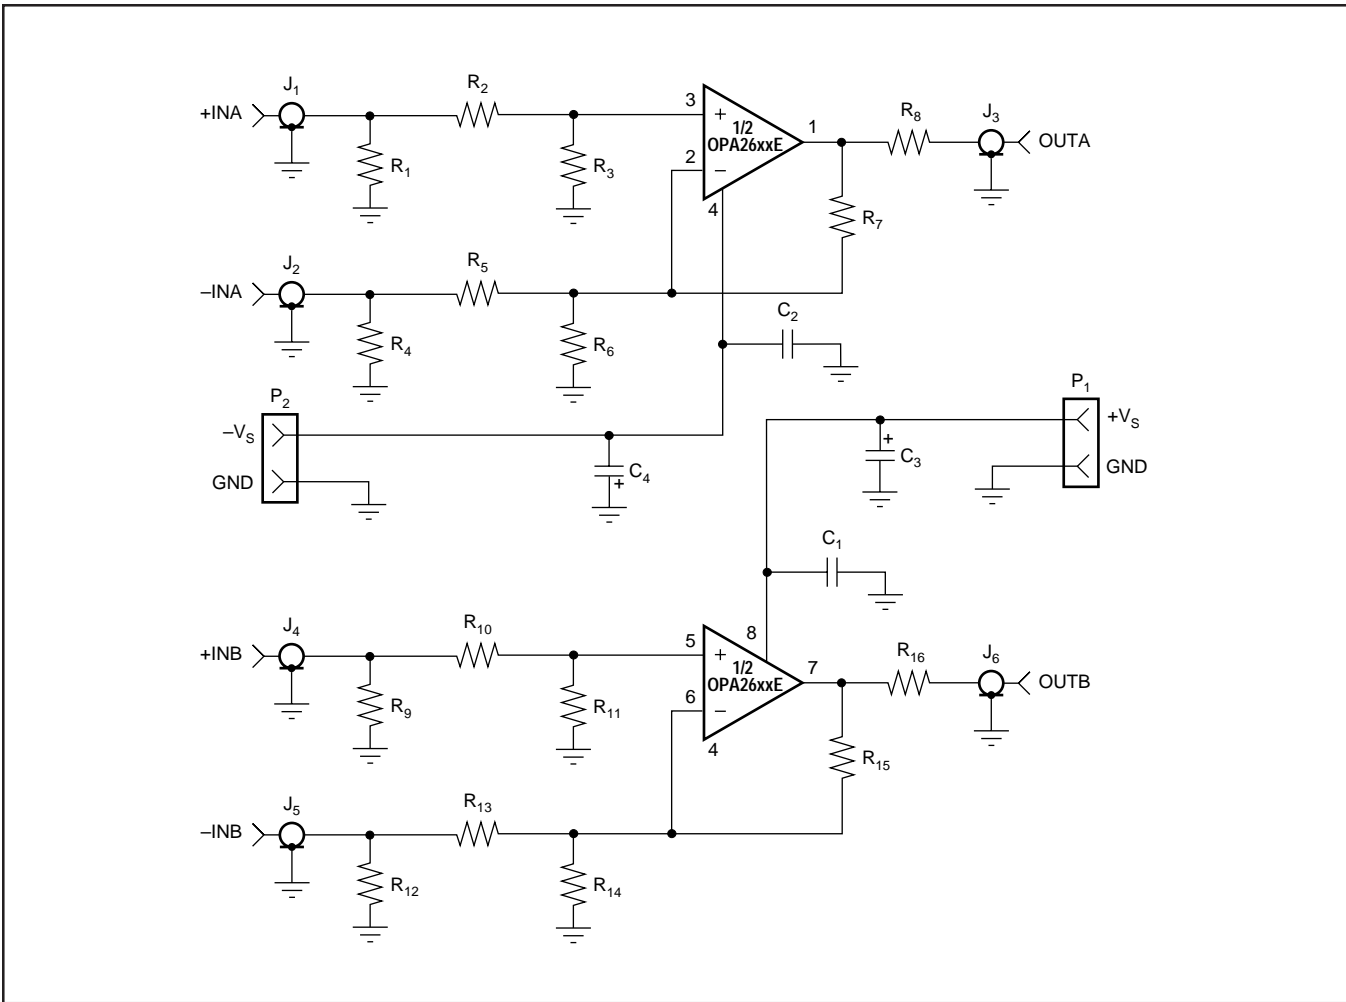 J1
R2
+INA
3
+
1/2
OPA26xxE
1
R8
J3
OUTA
R1
R3
2
–
4
R7
J2
R5
–INA
R4
R6
C2
P2
–VS
GND
C4
+
P1
+VS
GND
+
C3
C1
J4
R10
+INB
5
+
8
1/2
OPA26xxE
7
R16
J6
OUTB
R9
R11
6
–
4
R15
J5
R13
–INB
R12
R14